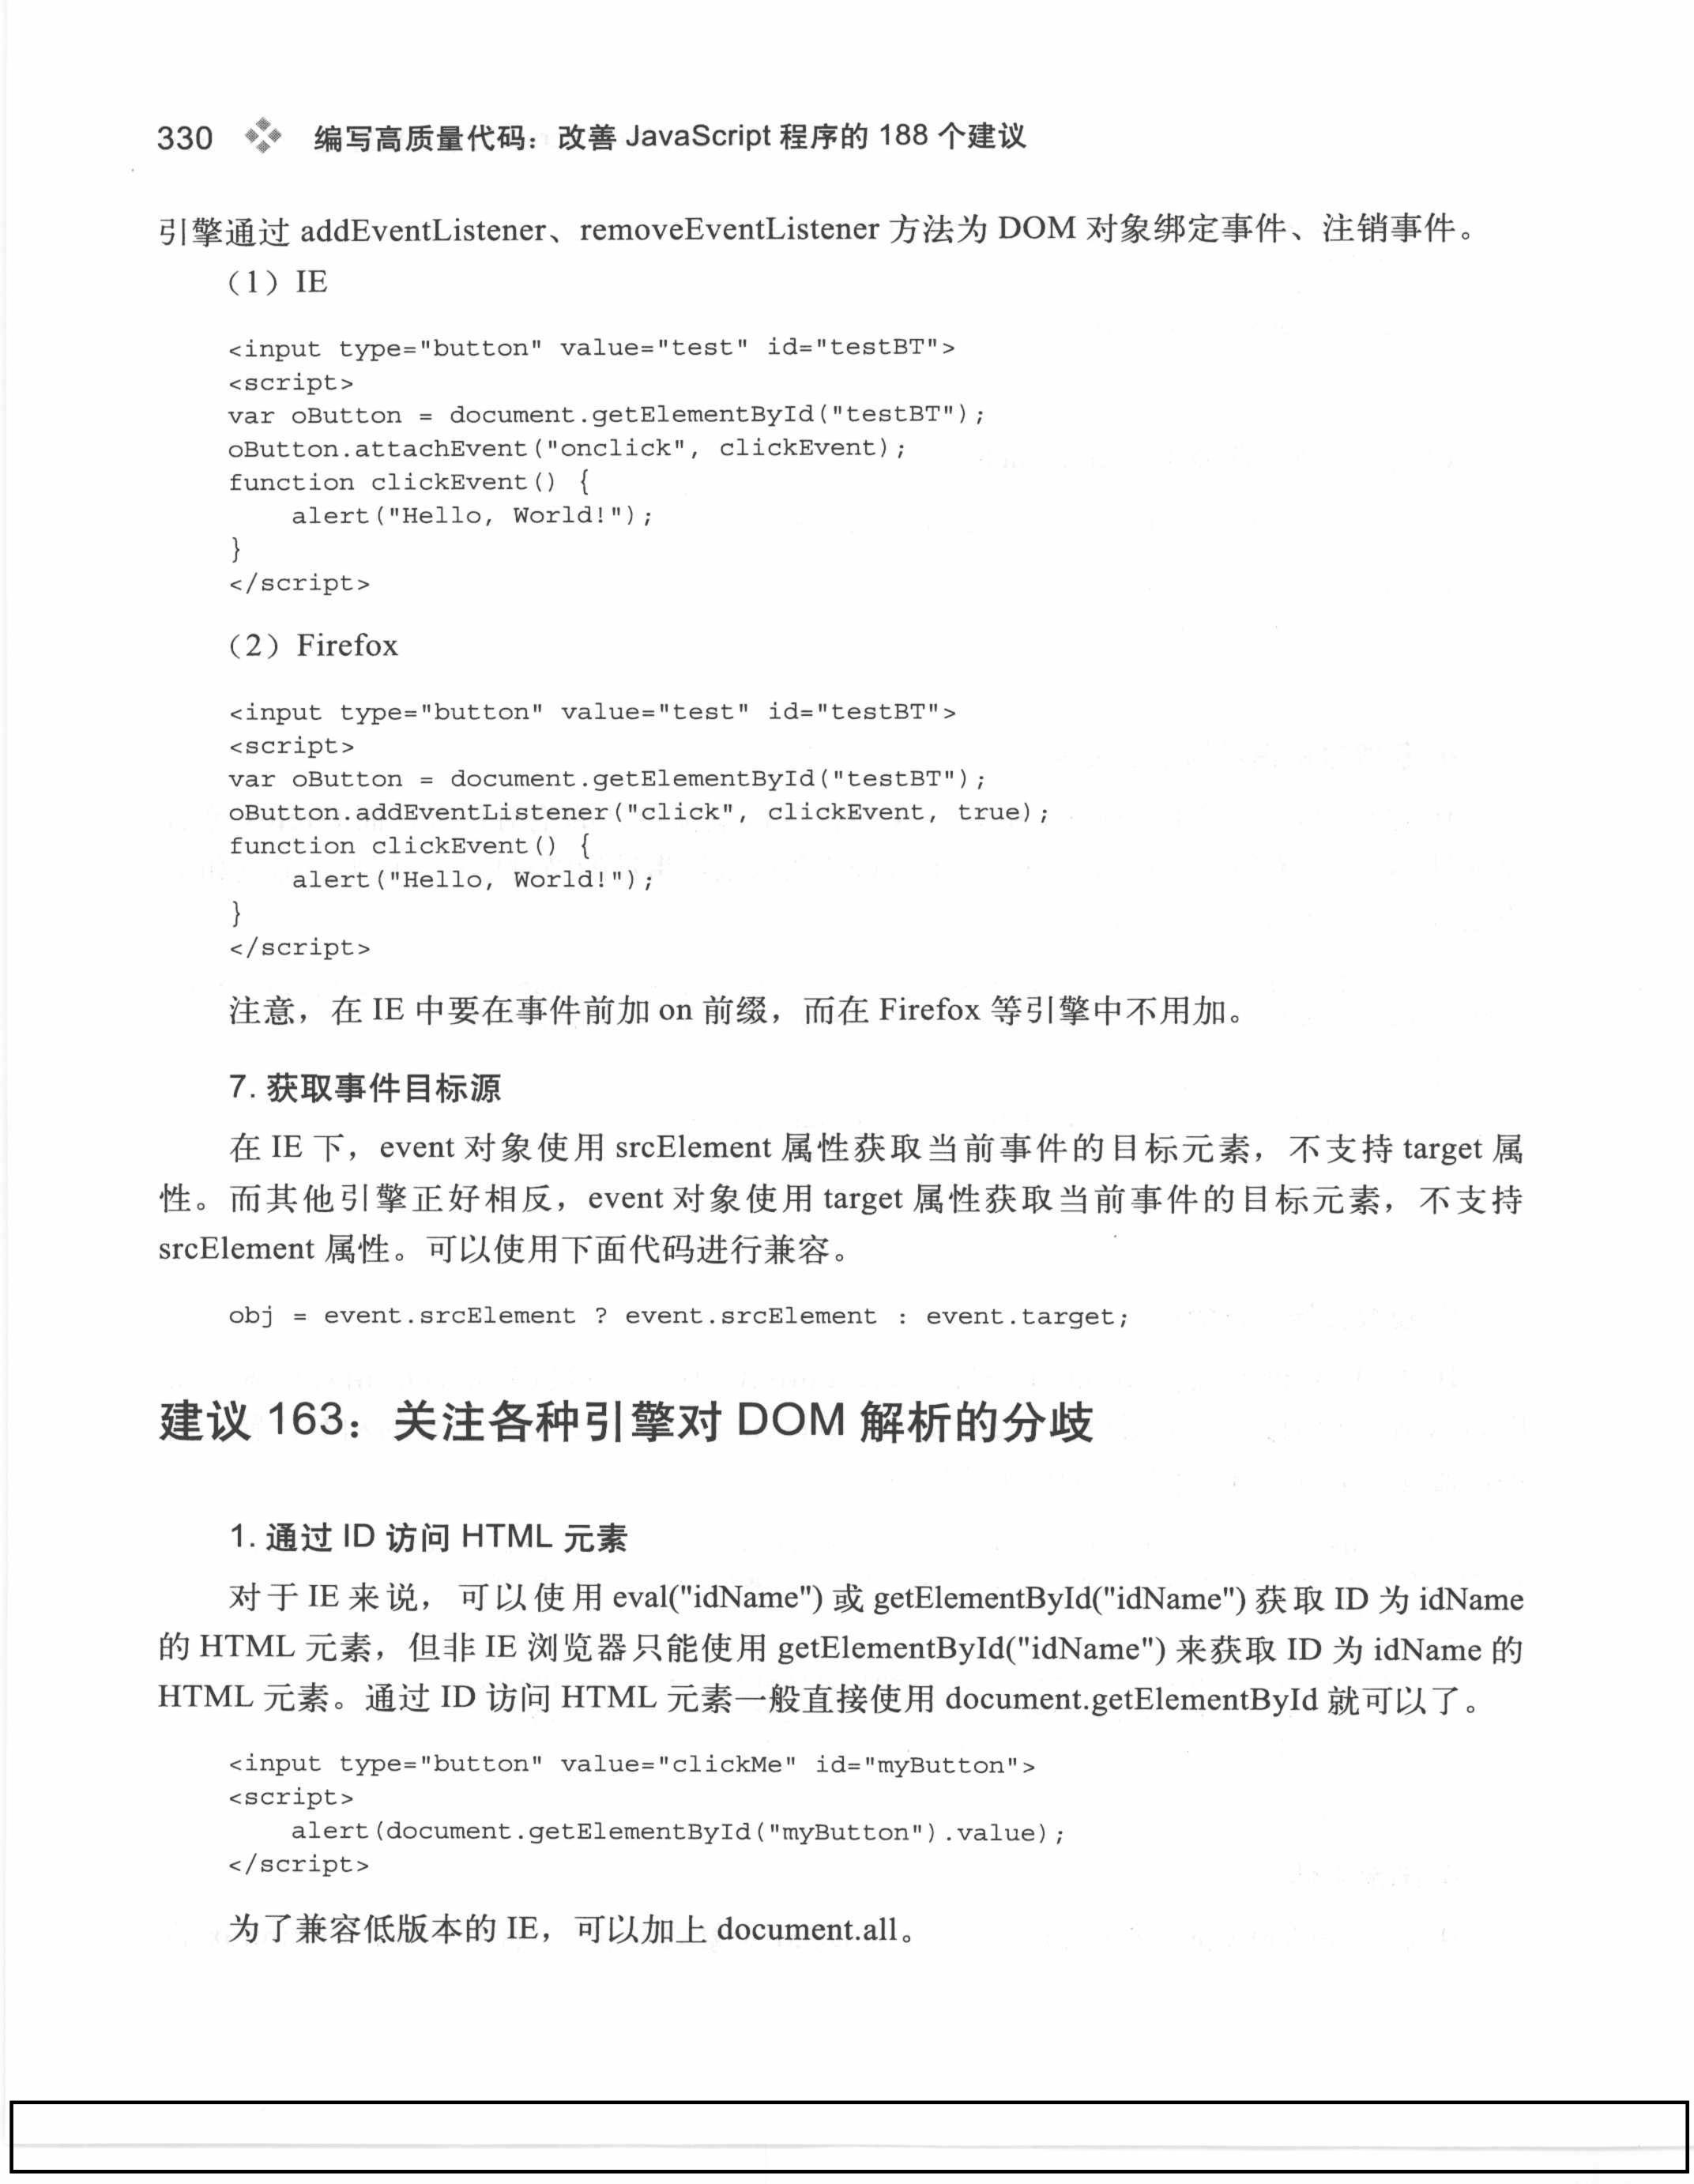 330 编写高质量代码：改善 JavaScript 程序的 188 个建议
引擎通过 addEventListener、removeEventListener 方法为 DOM 对象绑定事件、注销事件。
（1）IE
<input type="button" value="test" id="testBT">
<script>
var oButton = document.getElementById("testBT");
oButton.attachEvent("onclick", clickEvent);
function clickEvent() {
    alert("Hello, World!");
}
</script>
（2）Firefox
<input type="button" value="test" id="testBT">
<script>
var oButton = document.getElementById("testBT");
oButton.addEventListener("click", clickEvent, true);
function clickEvent() {
    alert("Hello, World!");
}
</script>
注意，在 IE 中要在事件前加 on 前缀，而在 Firefox 等引擎中不用加。
7. 获取事件目标源
在 IE 下，event 对象使用 srcElement 属性获取当前事件的目标元素，不支持 target 属
性。而其他引擎正好相反，event 对象使用 target 属性获取当前事件的目标元素，不支持
srcElement 属性。可以使用下面代码进行兼容。
obj = event.srcElement ? event.srcElement : event.target;
建议 163：关注各种引擎对 DOM 解析的分歧
1. 通过 ID 访问 HTML 元素
对于 IE 来说，可以使用 eval("idName") 或 getElementById("idName") 获取 ID 为 idName
的 HTML 元素，但非 IE 浏览器只能使用 getElementById("idName") 来获取 ID 为 idName 的
HTML 元素。通过 ID 访问 HTML 元素一般直接使用 document.getElementById 就可以了。
<input type="button" value="clickMe" id="myButton">
<script>
    alert(document.getElementById("myButton").value);
</script>
为了兼容低版本的 IE，可以加上 document.all。